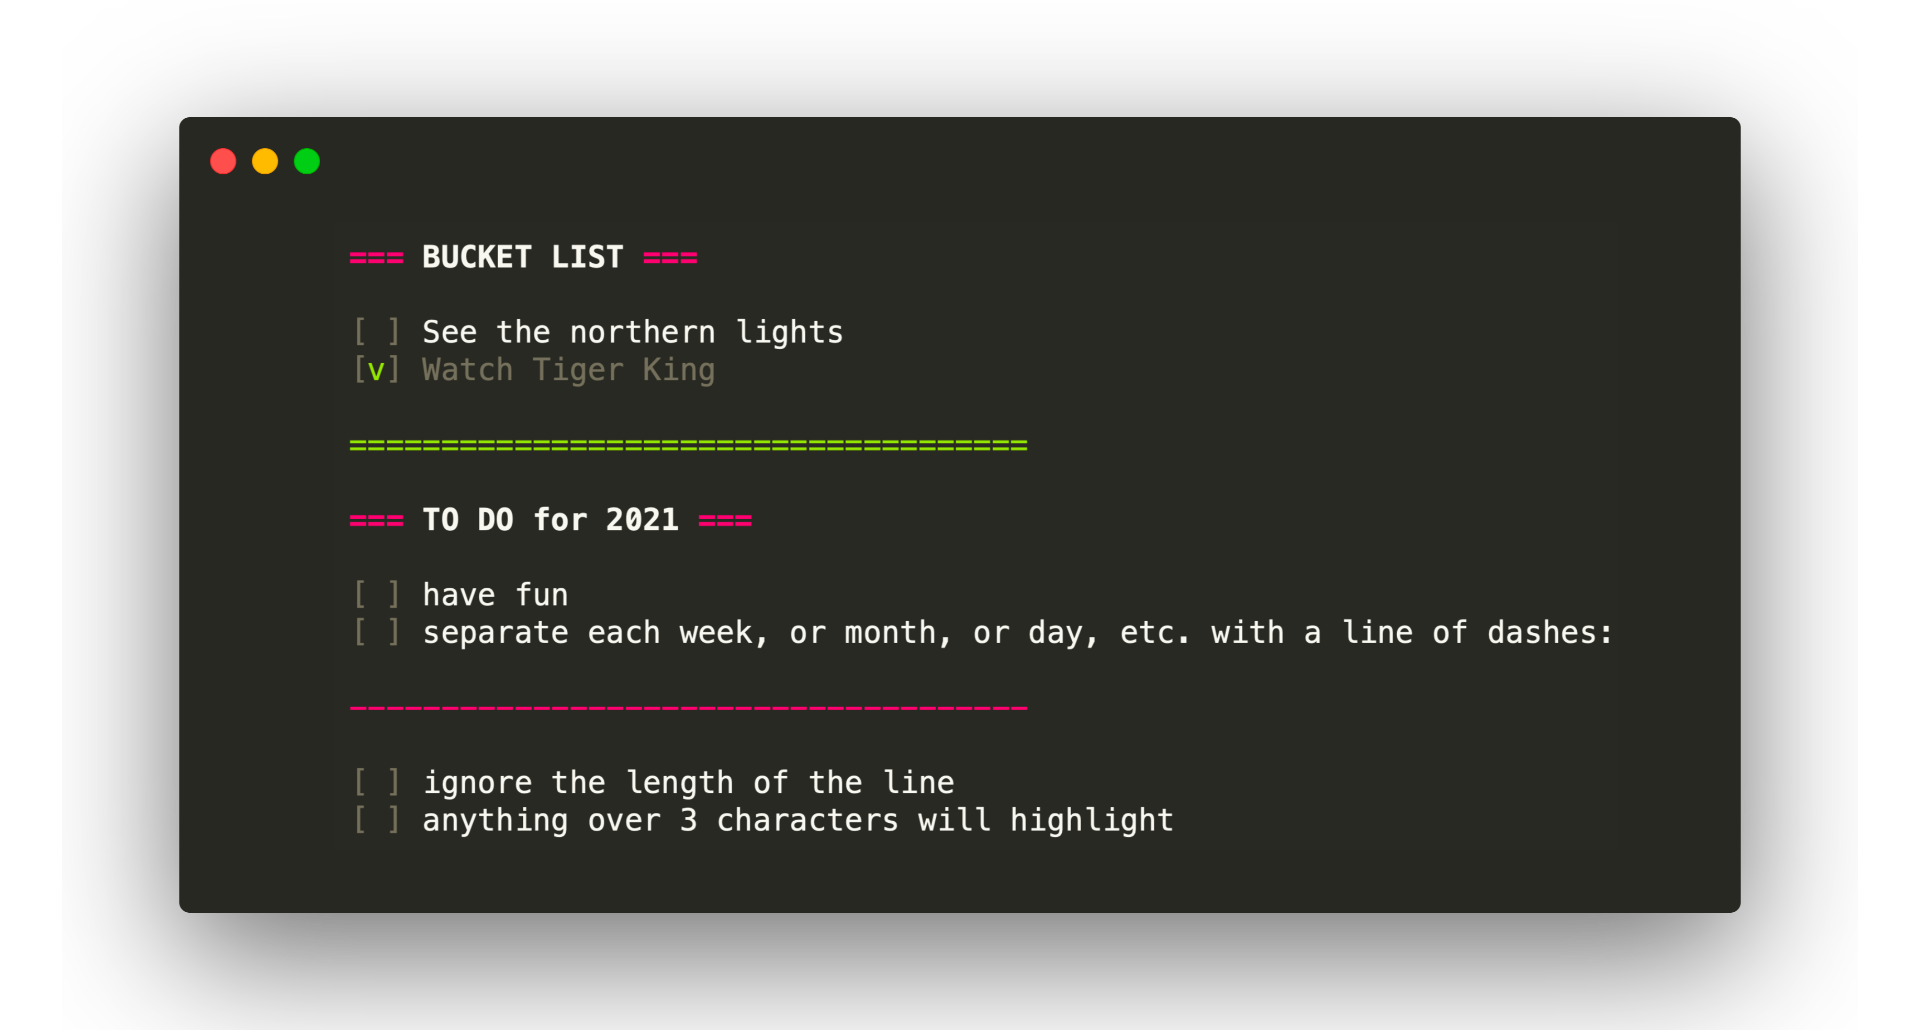 === BUCKET LIST ===
[ ] See the northern lights
[v] Watch Tiger King
=====================================
=== TO DO for 2021 ===
[ ] have fun
[ ] separate each week, or month, or day, etc. with a line of dashes:
-------------------------------------
[ ] ignore the length of the line
[ ] anything over 3 characters will highlight